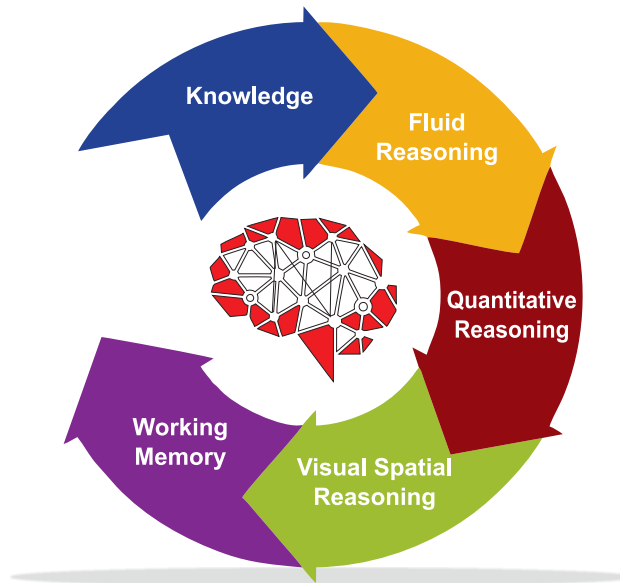 Knowledge
Fluid
Reasoning
Quantitative
Reasoning
Visual Spatial
Reasoning
Working
Memory